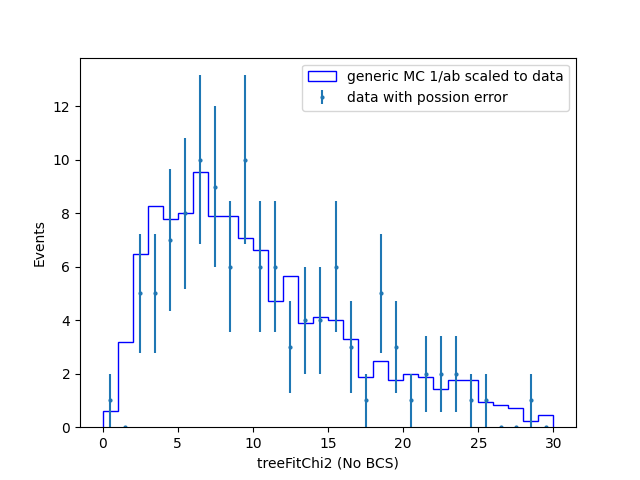 generic MC 1/ab scaled to data
data with possion error
12
10
8
6
4
2
0
Events
0 5 10 15 20 25 30
treeFitChi2 (No BCS)